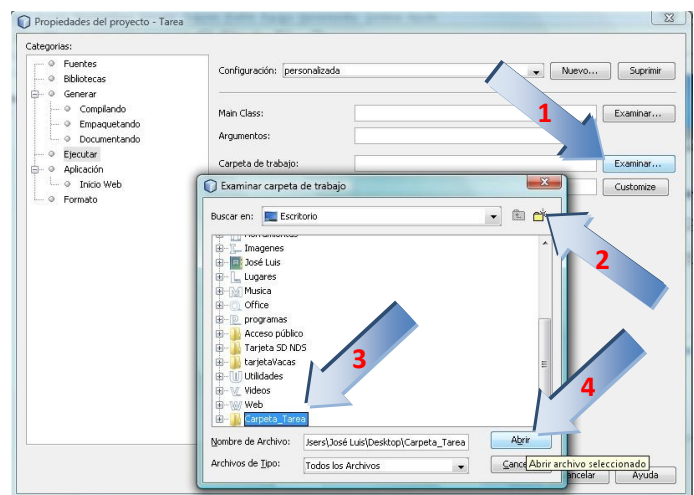 Propiedades del proyecto - Tarea
Categorías:
Fuentes
Bibliotecas
Generar
Compilando
Empaquetando
Documentando
Ejecutar
Aplicación
Inicio Web
Formato
Configuración: personalizada Nuevo... Suprimir
Main Class: Examinar...
1
Argumentos:
Carpeta de trabajo: Examinar...
Customize
Examinar carpeta de trabajo
Buscar en: Escritorio
2
Imagenes
José Luis
Lugares
Musica
Office
programas
Acceso público
Tarjeta SD NDS
tarjetaVacas
3
Utilidades
Videos
Web
4
Carpeta_Tarea
Nombre de Archivo: Jsers\José Luis\Desktop\Carpeta_Tarea Abrir
Archivos de Tipo: Todos los Archivos Cance
Abrir archivo seleccionado
ancelar Ayuda